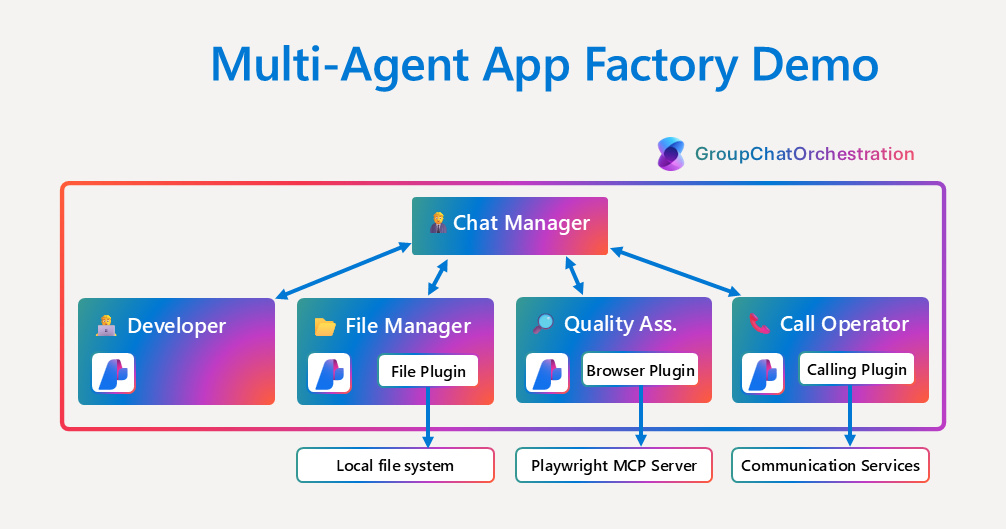 Multi-Agent App Factory Demo
GroupChatOrchestration
Chat Manager
Developer
File Manager
Quality Ass.
Call Operator
File Plugin
Browser Plugin
Calling Plugin
Local file system
Playwright MCP Server
Communication Services